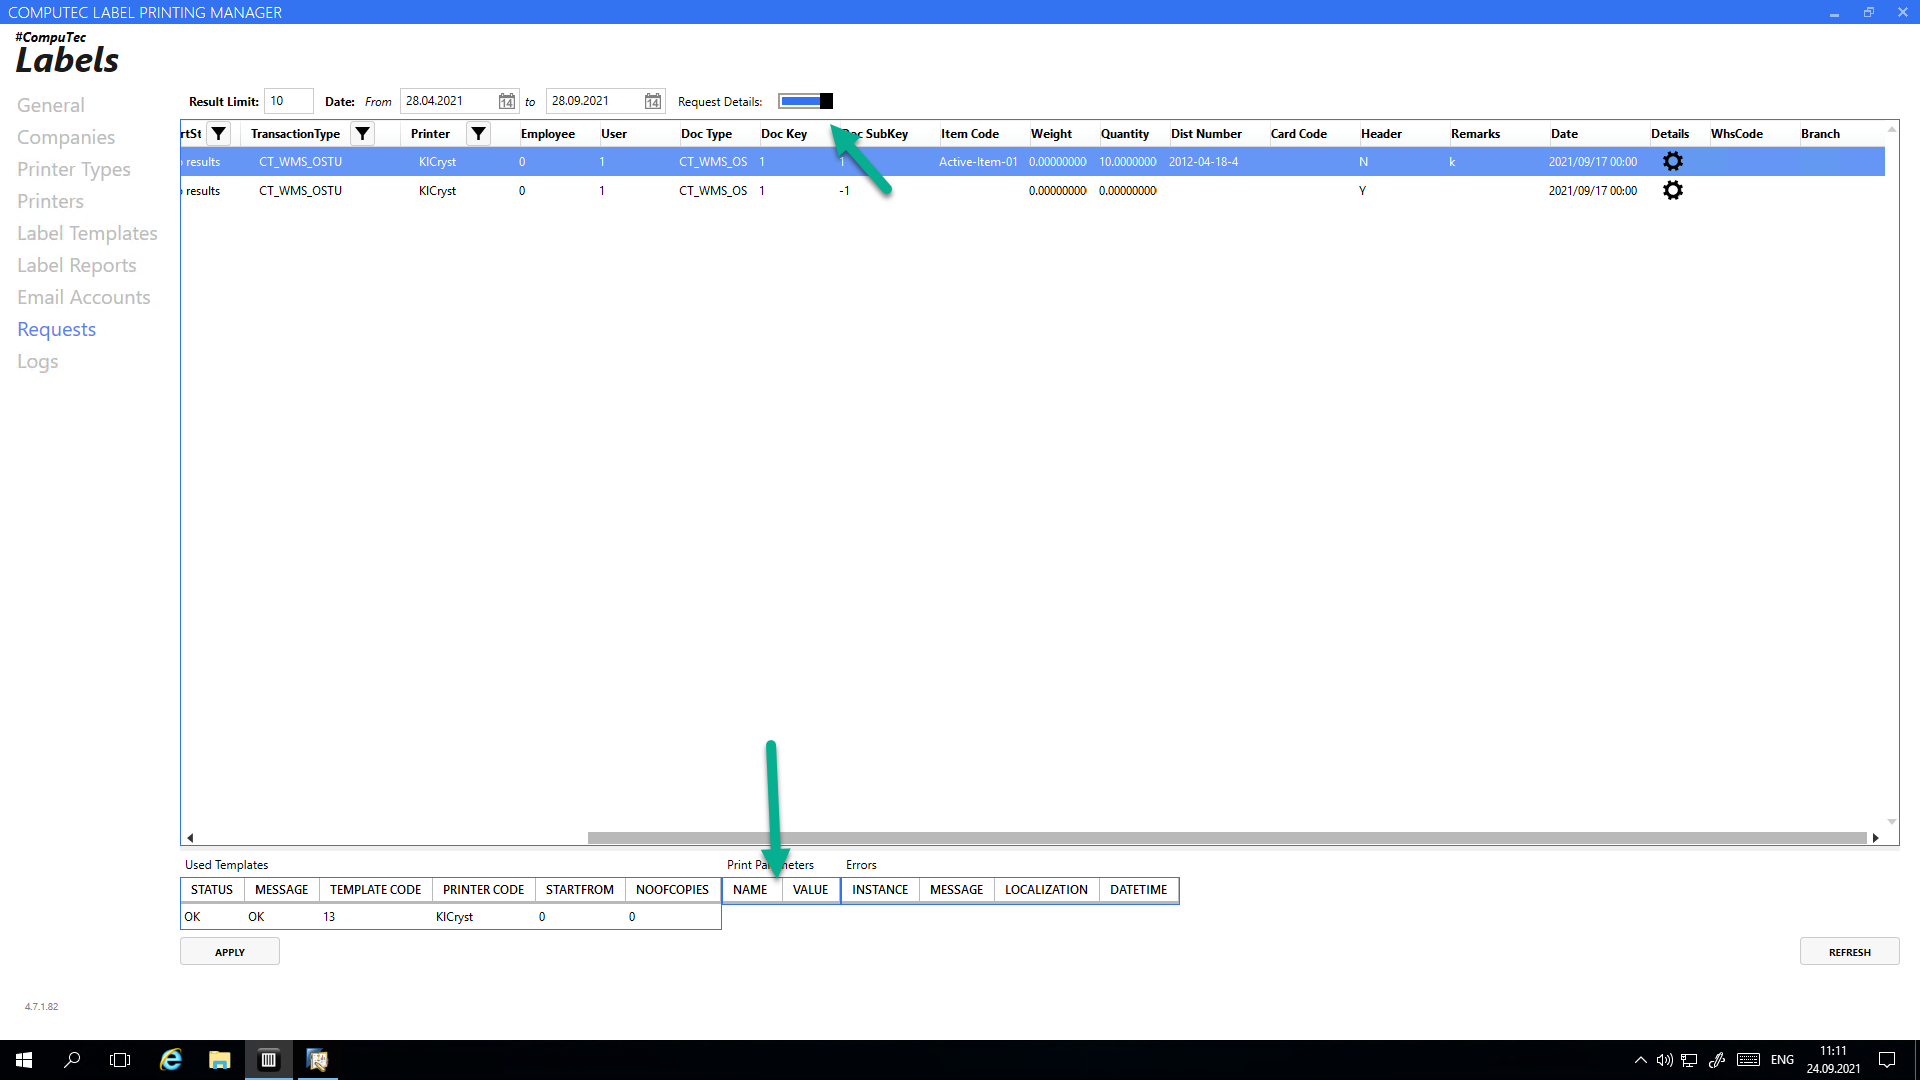 COMPUTEC LABEL PRINTING MANAGER
#CompuTec
Labels
General
Companies
Printer Types
Printers
Label Templates
Label Reports
Email Accounts
Requests
Logs
Result Limit: 10 Date: From 28.04.2021 14 to 28.09.2021 14 Request Details:
rtSt TransactionType Printer Employee User Doc Type Doc Key Doc SubKey Item Code Weight Quantity Dist Number Card Code Header Remarks Date Details WhsCode Branch
results CT_WMS_OSTU KICryst 0 1 CT_WMS_OS 1 1 Active-Item-01 0.00000000 10.0000000 2012-04-18-4 N k 2021/09/17 00:00
results CT_WMS_OSTU KICryst 0 1 CT_WMS_OS 1 -1 0.00000000 0.00000000 Y 2021/09/17 00:00
Used Templates Print Parameters Errors
STATUS MESSAGE TEMPLATE CODE PRINTER CODE STARTFROM NOOFCOPIES NAME VALUE INSTANCE MESSAGE LOCALIZATION DATETIME
OK OK 13 KICryst 0 0
APPLY REFRESH
4.7.1.82
ENG 11:11
24.09.2021